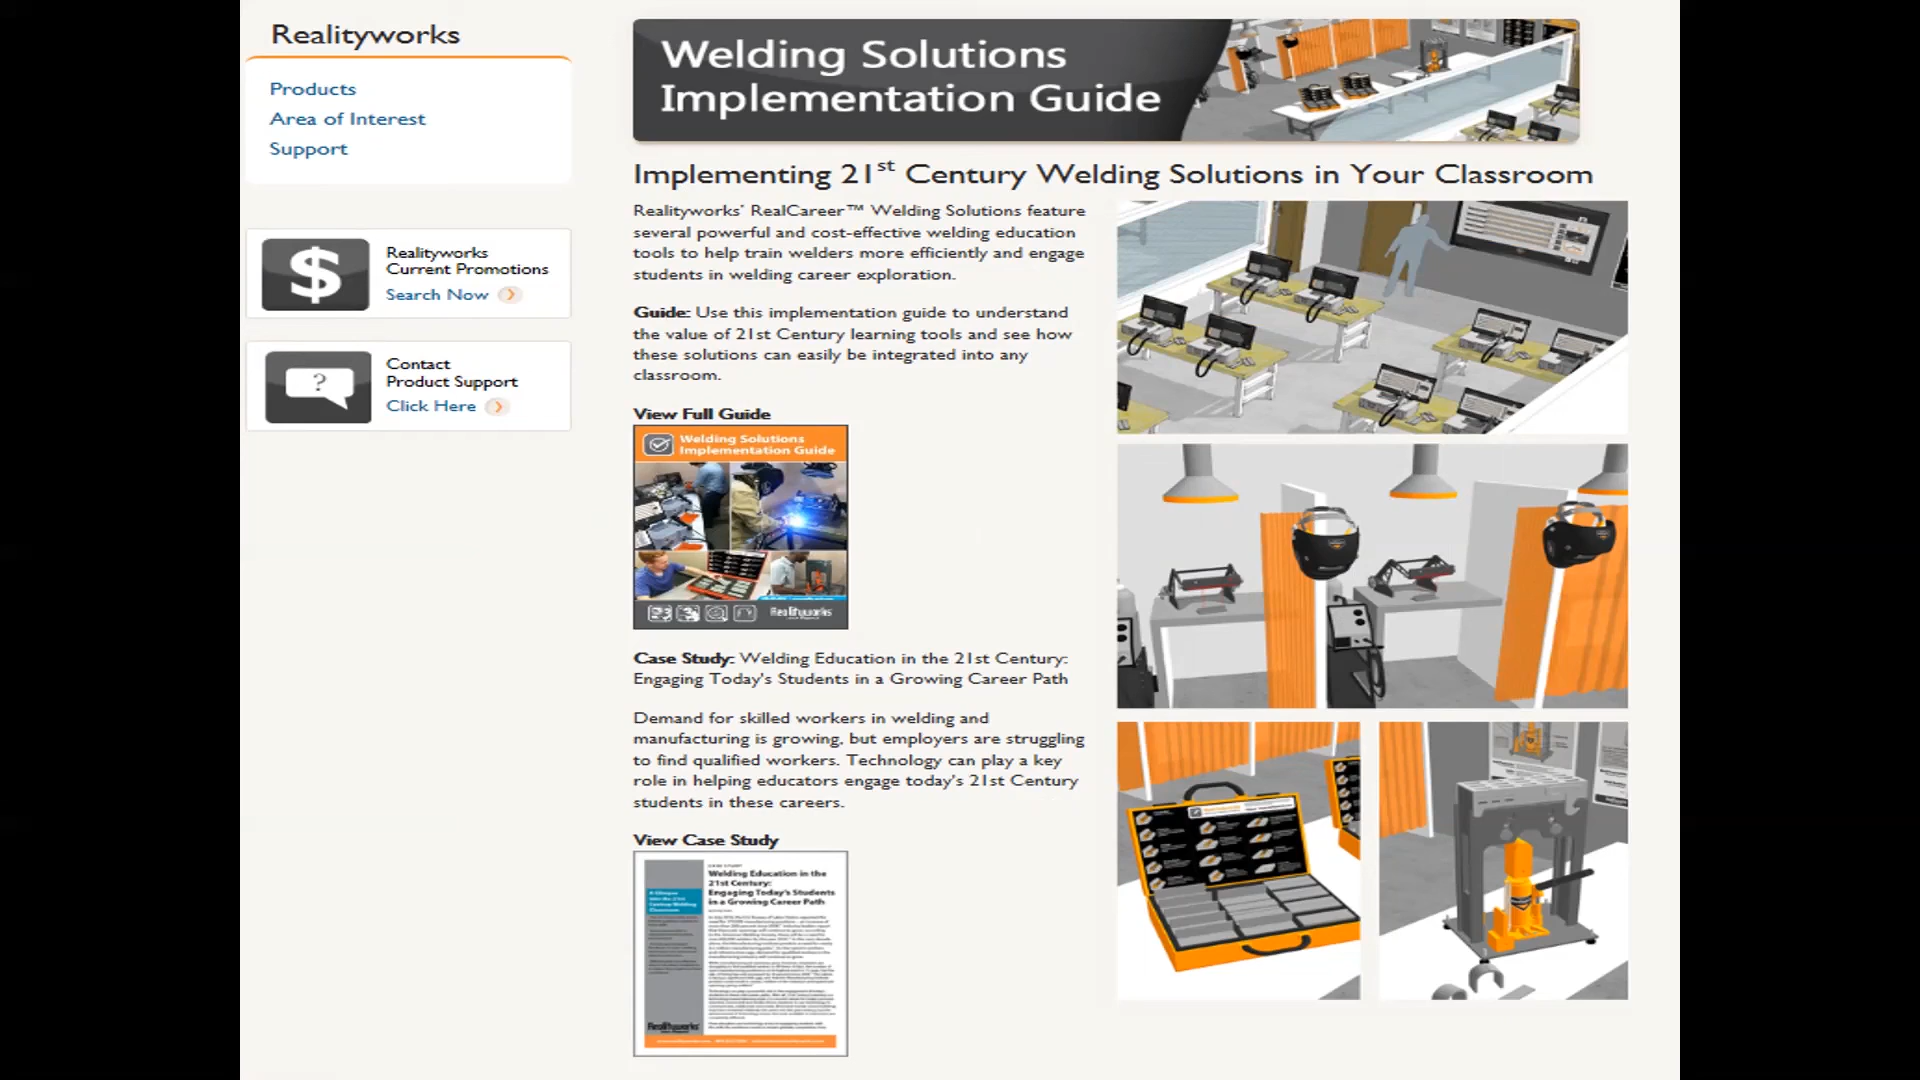 Realityworks
Products
Area of Interest
Support
Realityworks
Current Promotions
Search Now
Contact
Product Support
Click Here
Welding Solutions
Implementation Guide
Implementing 21st Century Welding Solutions in Your Classroom
Realityworks' RealCareer™ Welding Solutions feature
several powerful and cost-effective welding education
tools to help train welders more efficiently and engage
students in welding career exploration.
Guide: Use this implementation guide to understand
the value of 21st Century learning tools and see how
these solutions can easily be integrated into any
classroom.
View Full Guide
Welding Solutions
Implementation Guide
Realityworks
Case Study: Welding Education in the 21st Century:
Engaging Today's Students in a Growing Career Path
Demand for skilled workers in welding and
manufacturing is growing, but employers are struggling
to find qualified workers. Technology can play a key
role in helping educators engage today's 21st Century
students in these careers.
View Case Study
Welding Education in the
21st Century:
Engaging Today's Students
in a Growing Career Path
Realityworks